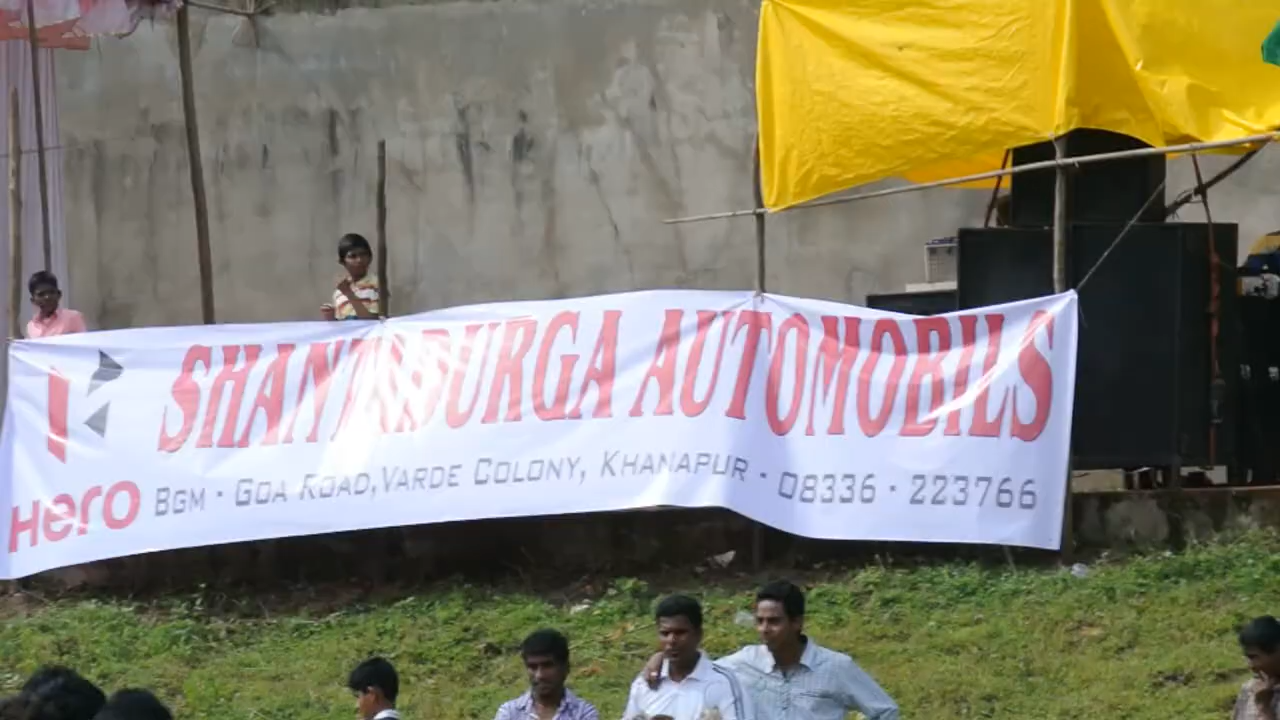 SHANTADURGA AUTOMOBILS
Hero
BGM - GOA ROAD, VARDE COLONY, KHANAPUR - 08336 - 223766